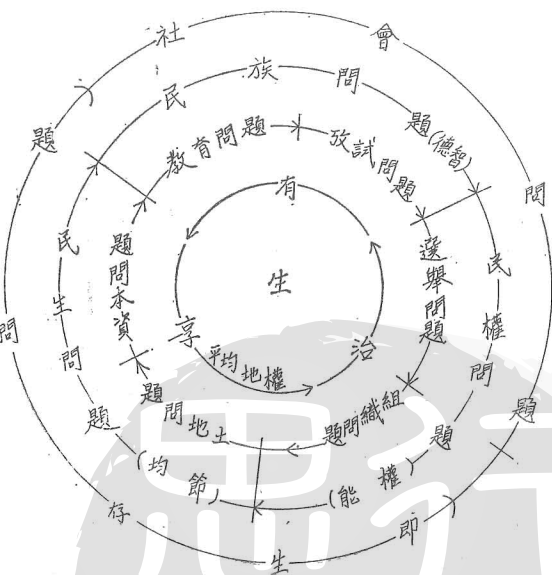 社會問題即生存問題
民族問題(德智)
民權問題(權能)
民生問題(均節)
教育問題
攷試問題
選舉問題
組織問題
土地問題
資本問題
有
治
享
平均地權
生
思行